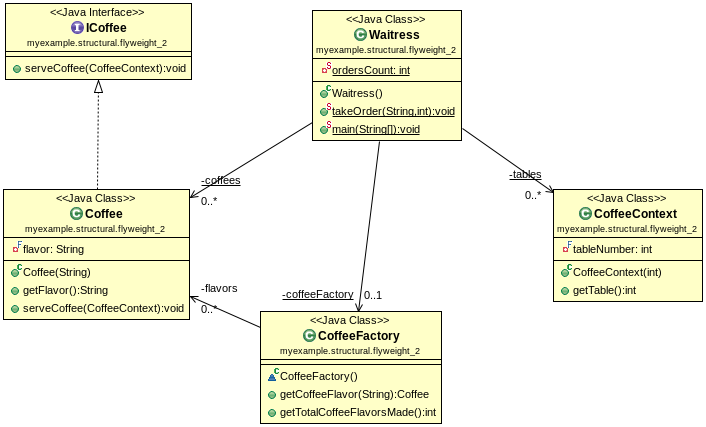 <<Java Interface>>
I ICoffee
myexample.structural.flyweight_2
serveCoffee(CoffeeContext):void
<<Java Class>>
C Waitress
myexample.structural.flyweight_2
S ordersCount: int
C Waitress()
S takeOrder(String,int):void
S main(String[]):void
-coffees
0..*
-tables
0..*
<<Java Class>>
C Coffee
myexample.structural.flyweight_2
F flavor: String
C Coffee(String)
getFlavor():String
serveCoffee(CoffeeContext):void
<<Java Class>>
C CoffeeContext
myexample.structural.flyweight_2
F tableNumber: int
C CoffeeContext(int)
getTable():int
-flavors
0..*
-coffeeFactory
0..1
<<Java Class>>
C CoffeeFactory
myexample.structural.flyweight_2
C CoffeeFactory()
getCoffeeFlavor(String):Coffee
getTotalCoffeeFlavorsMade():int